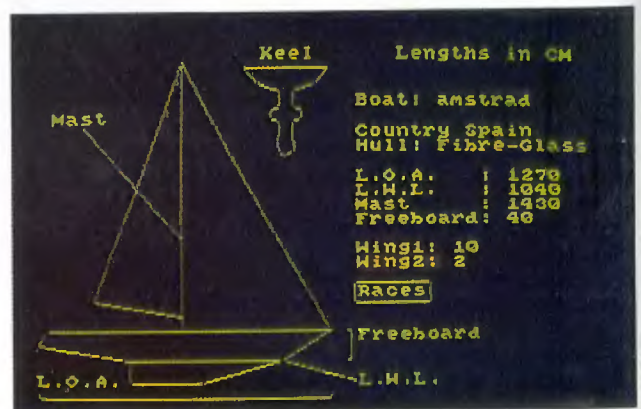 Keel
Lengths in CM
Mast
Boat: amstrad
Country Spain
Hull: Fibre-Glass
L.O.A. : 1270
L.W.L. : 1040
Mast : 1430
Freeboard: 40
Wing1: 10
Wing2: 2
Races
Freeboard
L.O.A.
L.W.L.